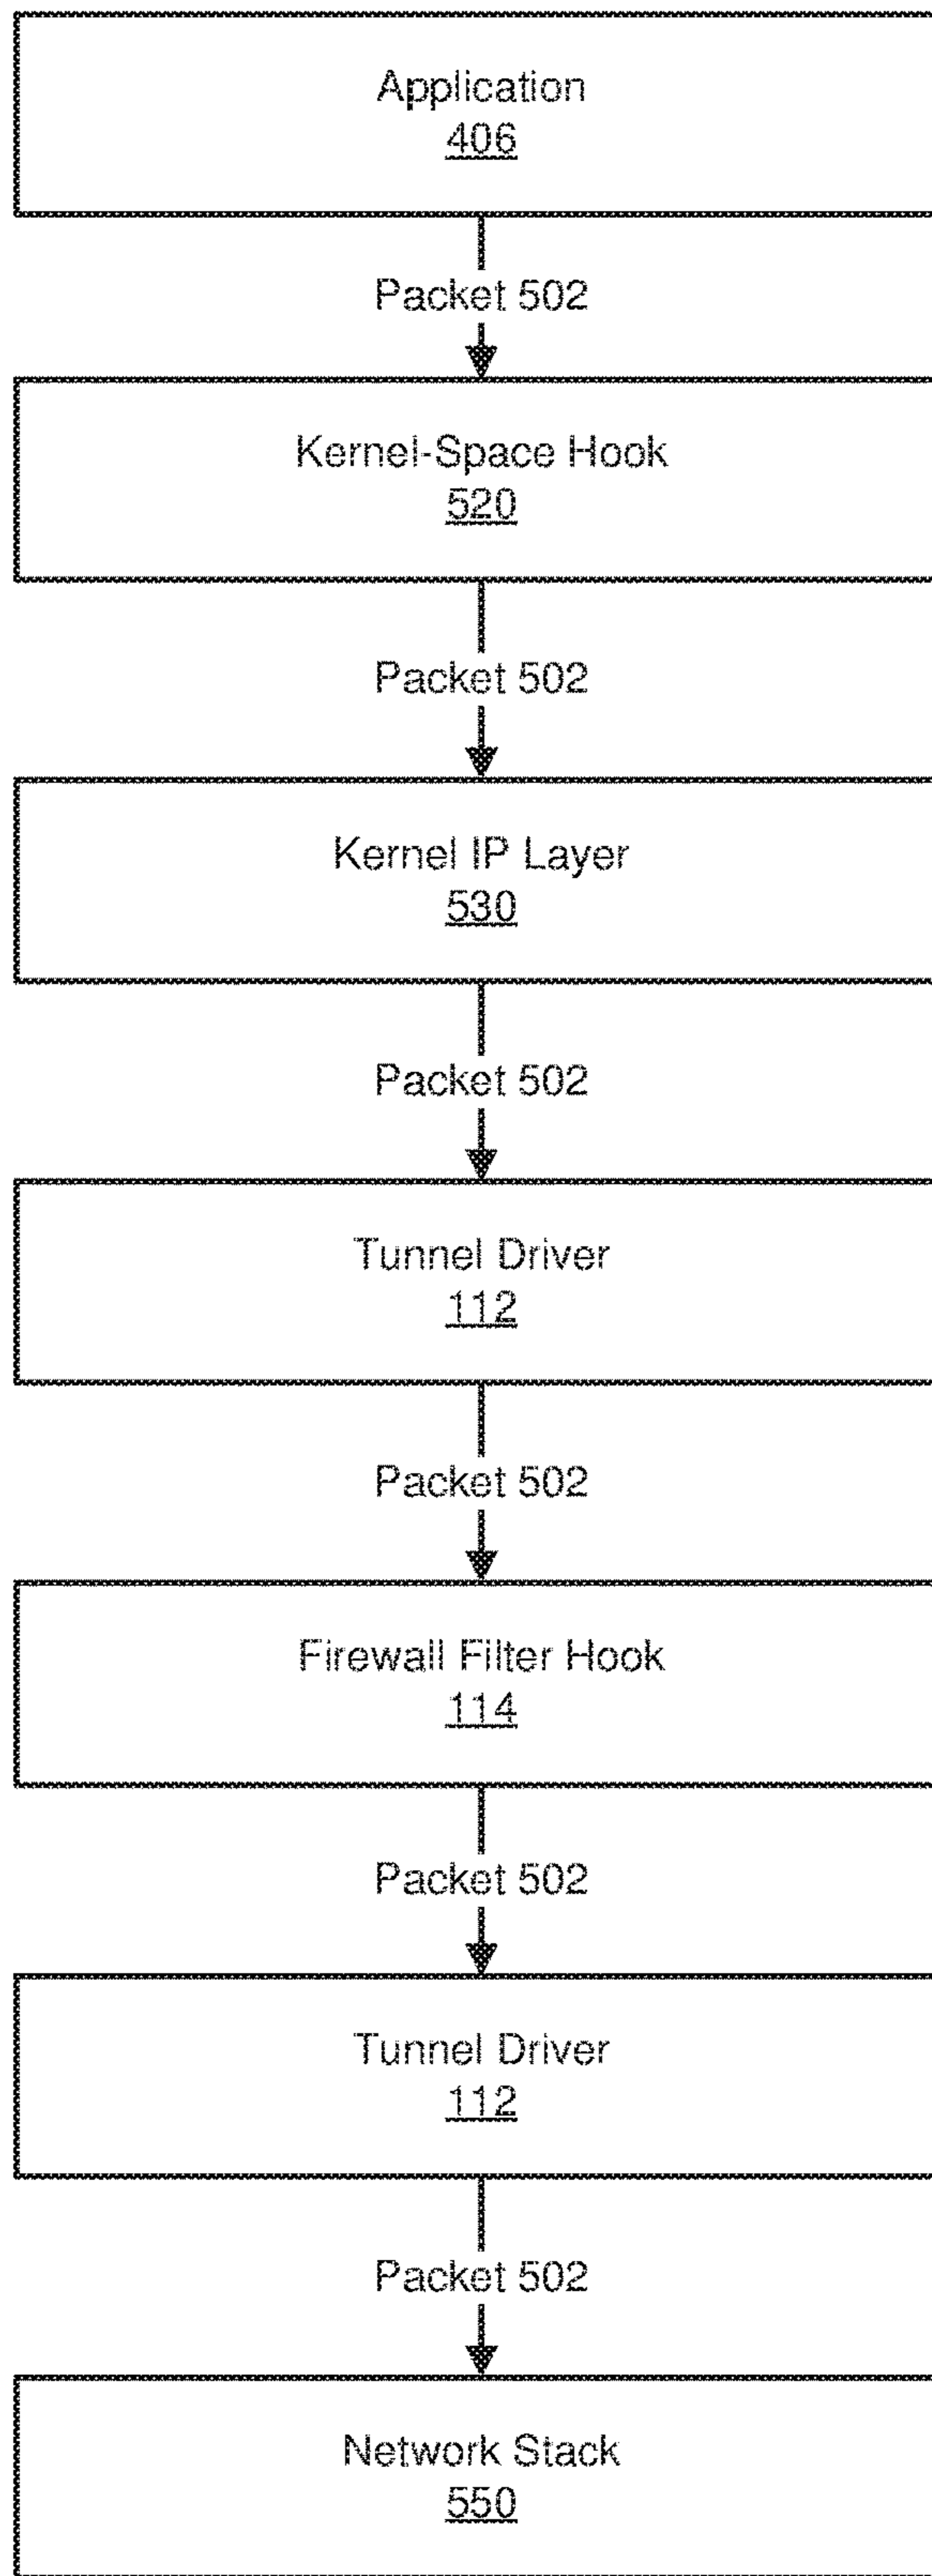 Application
406
Packet 502
Kernel-Space Hook
520
Packet 502
Kernel IP Layer
530
Packet 502
Tunnel Driver
112
Packet 502
Firewall Filter Hook
114
Packet 502
Tunnel Driver
112
Packet 502
Network Stack
550